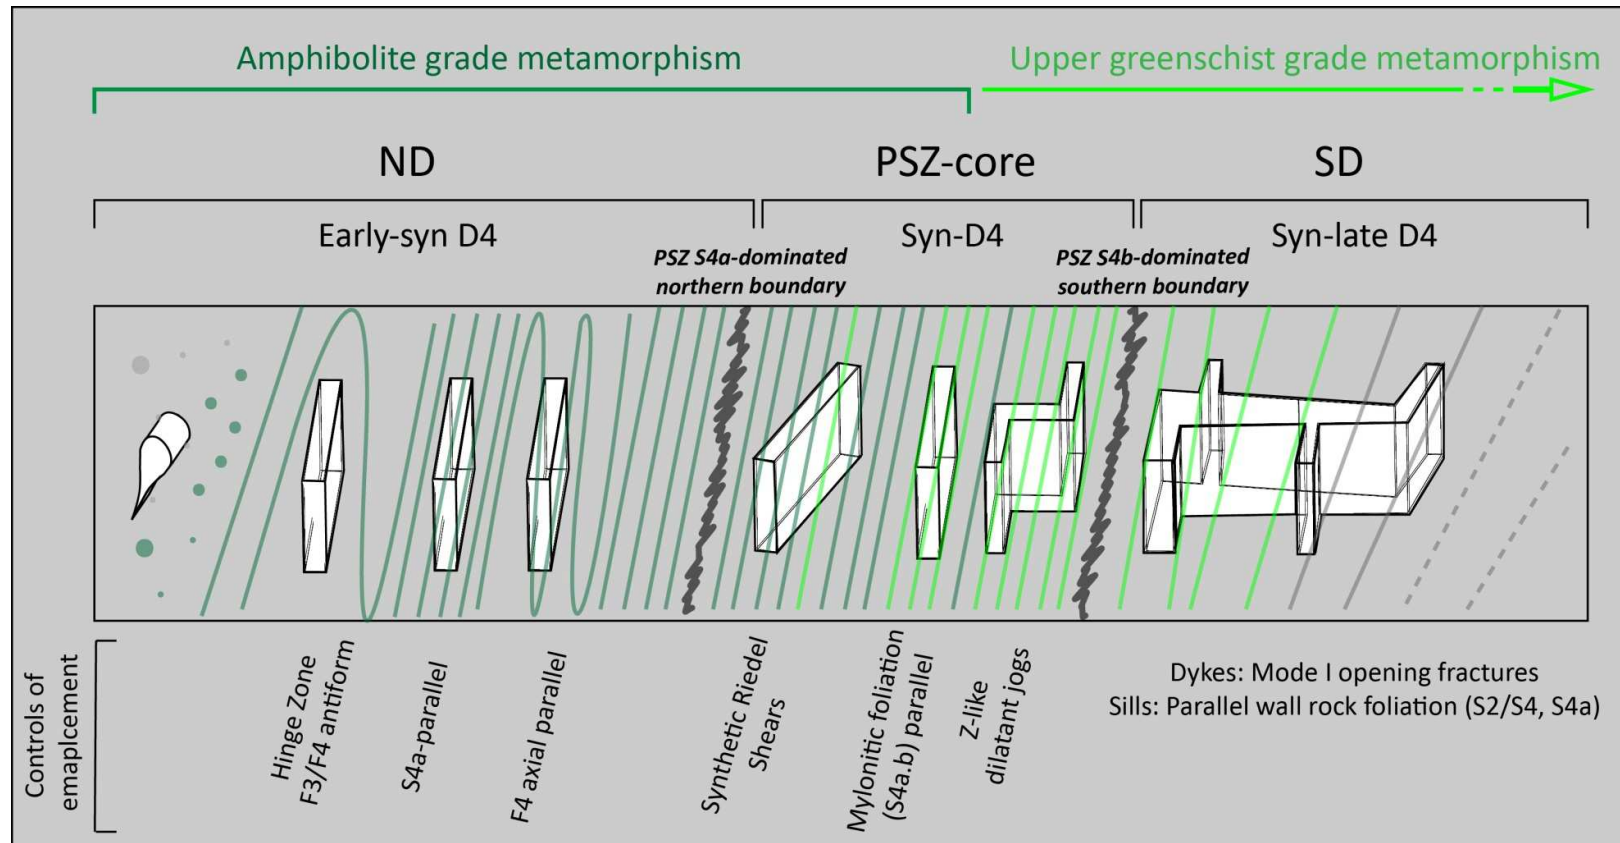 Amphibolite grade metamorphism
Upper greenschist grade metamorphism
ND
PSZ-core
SD
Early-syn D4
Syn-D4
Syn-late D4
PSZ S4a-dominated
northern boundary
PSZ S4b-dominated
southern boundary
Controls of
emaplcement
Hinge Zone
F3/F4 antiform
S4a-parallel
F4 axial parallel
Synthetic Riedel
Shears
Mylonitic foliation
(S4a.b) parallel
Z-like
dilatant jogs
Dykes: Mode I opening fractures
Sills: Parallel wall rock foliation (S2/S4, S4a)